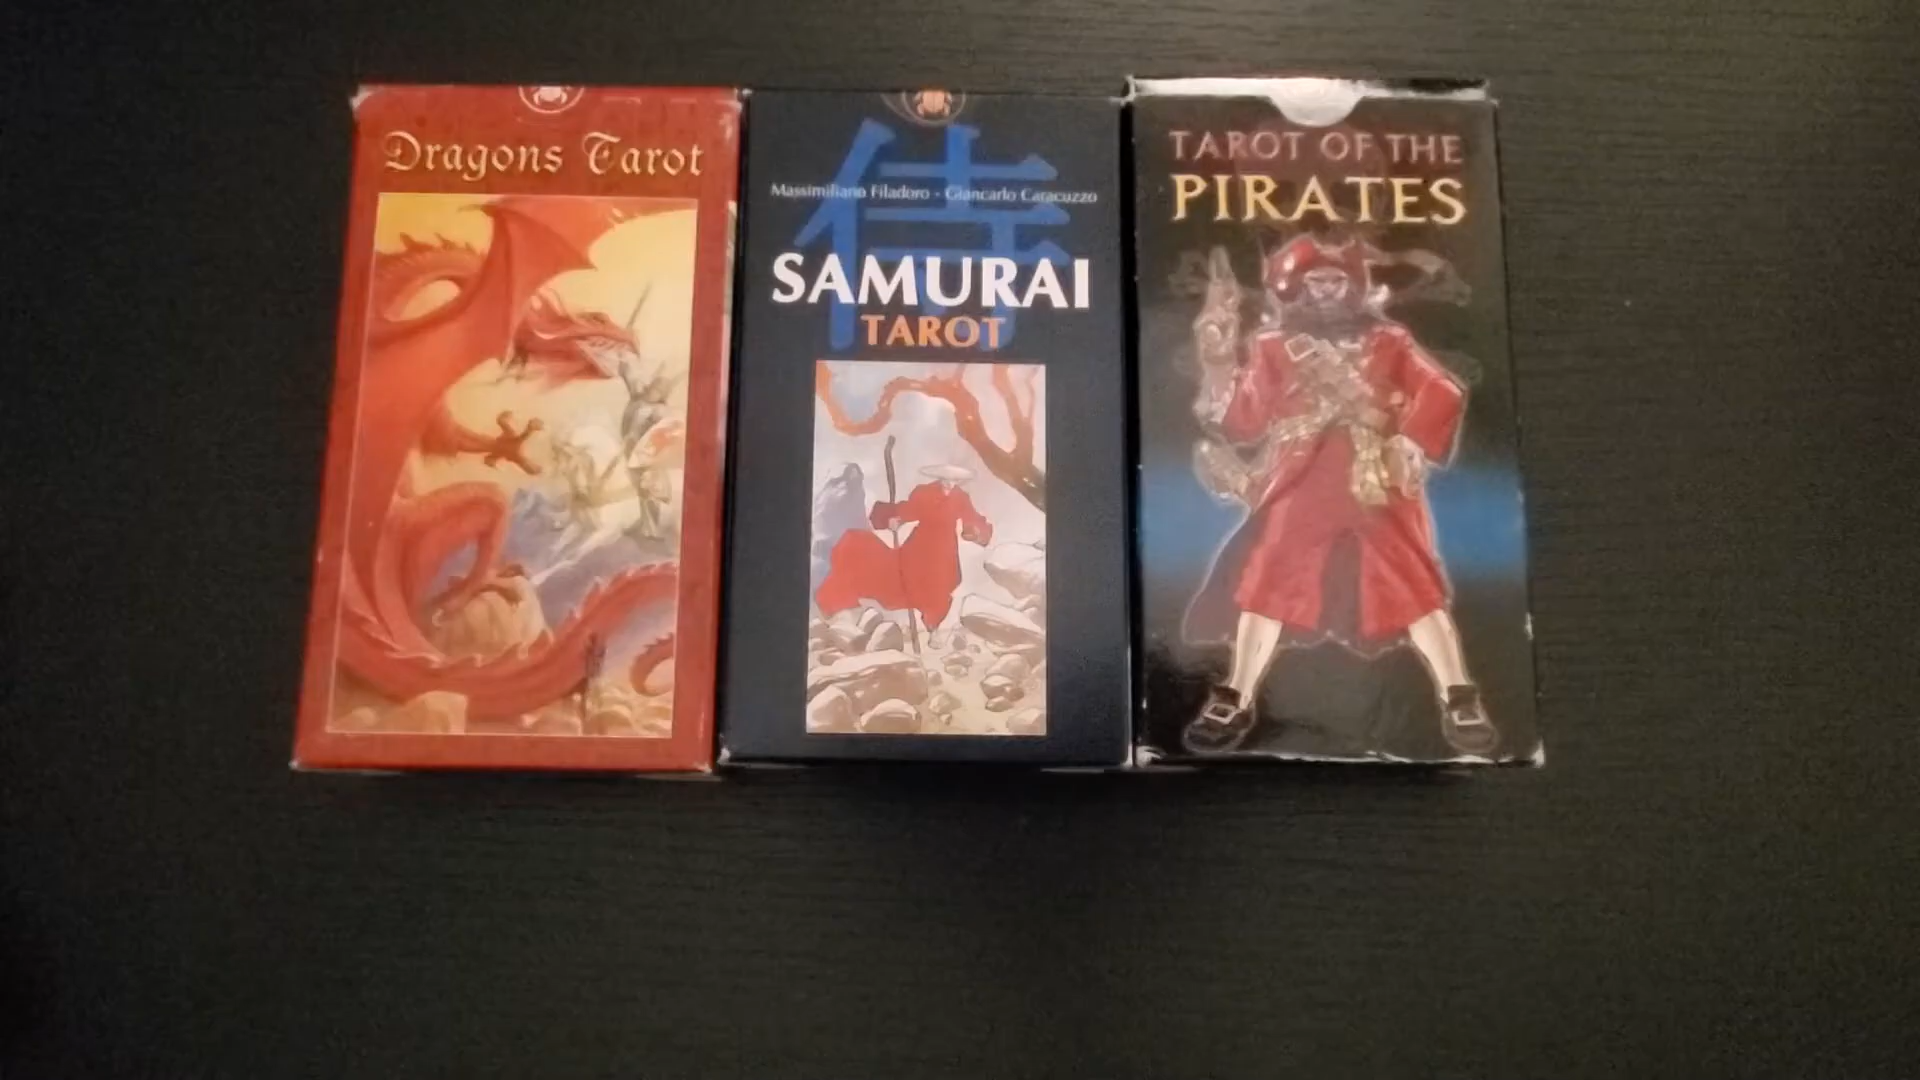 Dragons Tarot
侍
Massimiliano Filadoro - Giancarlo Caracuzzo
SAMURAI
TAROT
TAROT OF THE
PIRATES